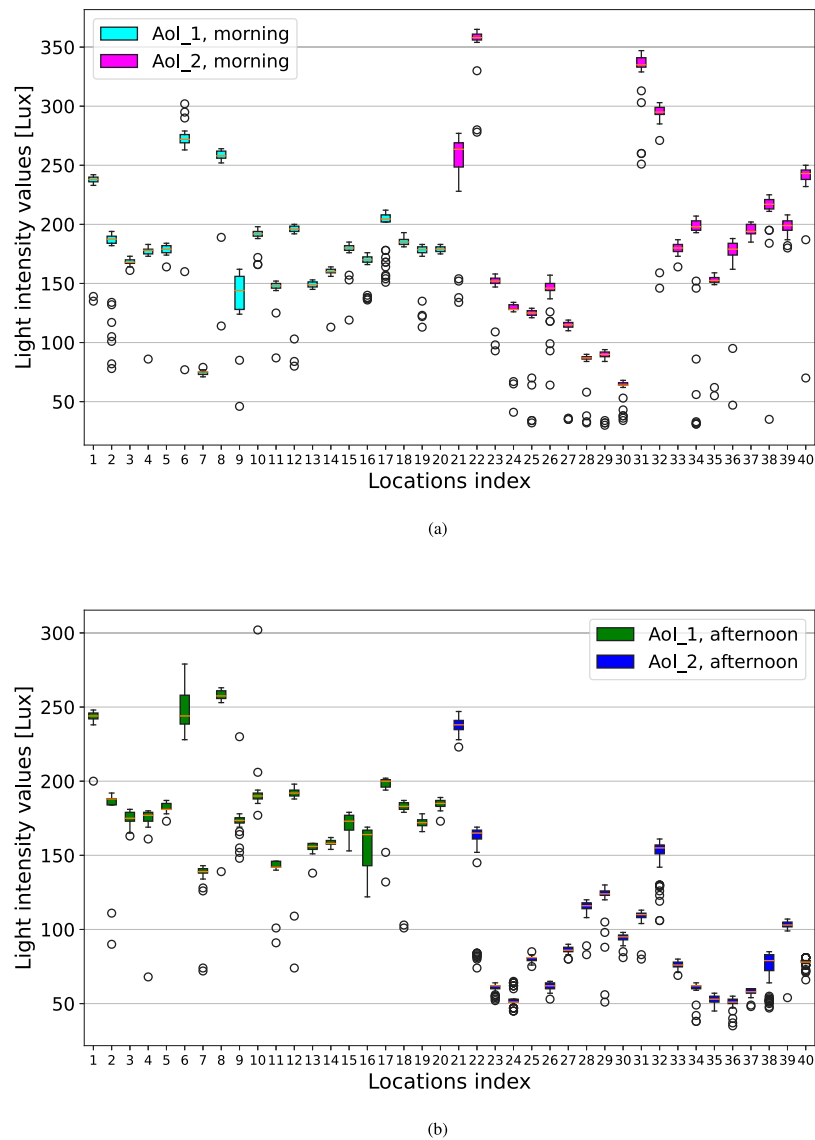 AoI_1, morning
AoI_2, morning
350
300
250
200
150
100
50
Light intensity values [Lux]
1 2 3 4 5 6 7 8 9 10 11 12 13 14 15 16 17 18 19 20 21 22 23 24 25 26 27 28 29 30 31 32 33 34 35 36 37 38 39 40
Locations index
(a)
AoI_1, afternoon
AoI_2, afternoon
300
250
200
150
100
50
Light intensity values [Lux]
1 2 3 4 5 6 7 8 9 10 11 12 13 14 15 16 17 18 19 20 21 22 23 24 25 26 27 28 29 30 31 32 33 34 35 36 37 38 39 40
Locations index
(b)